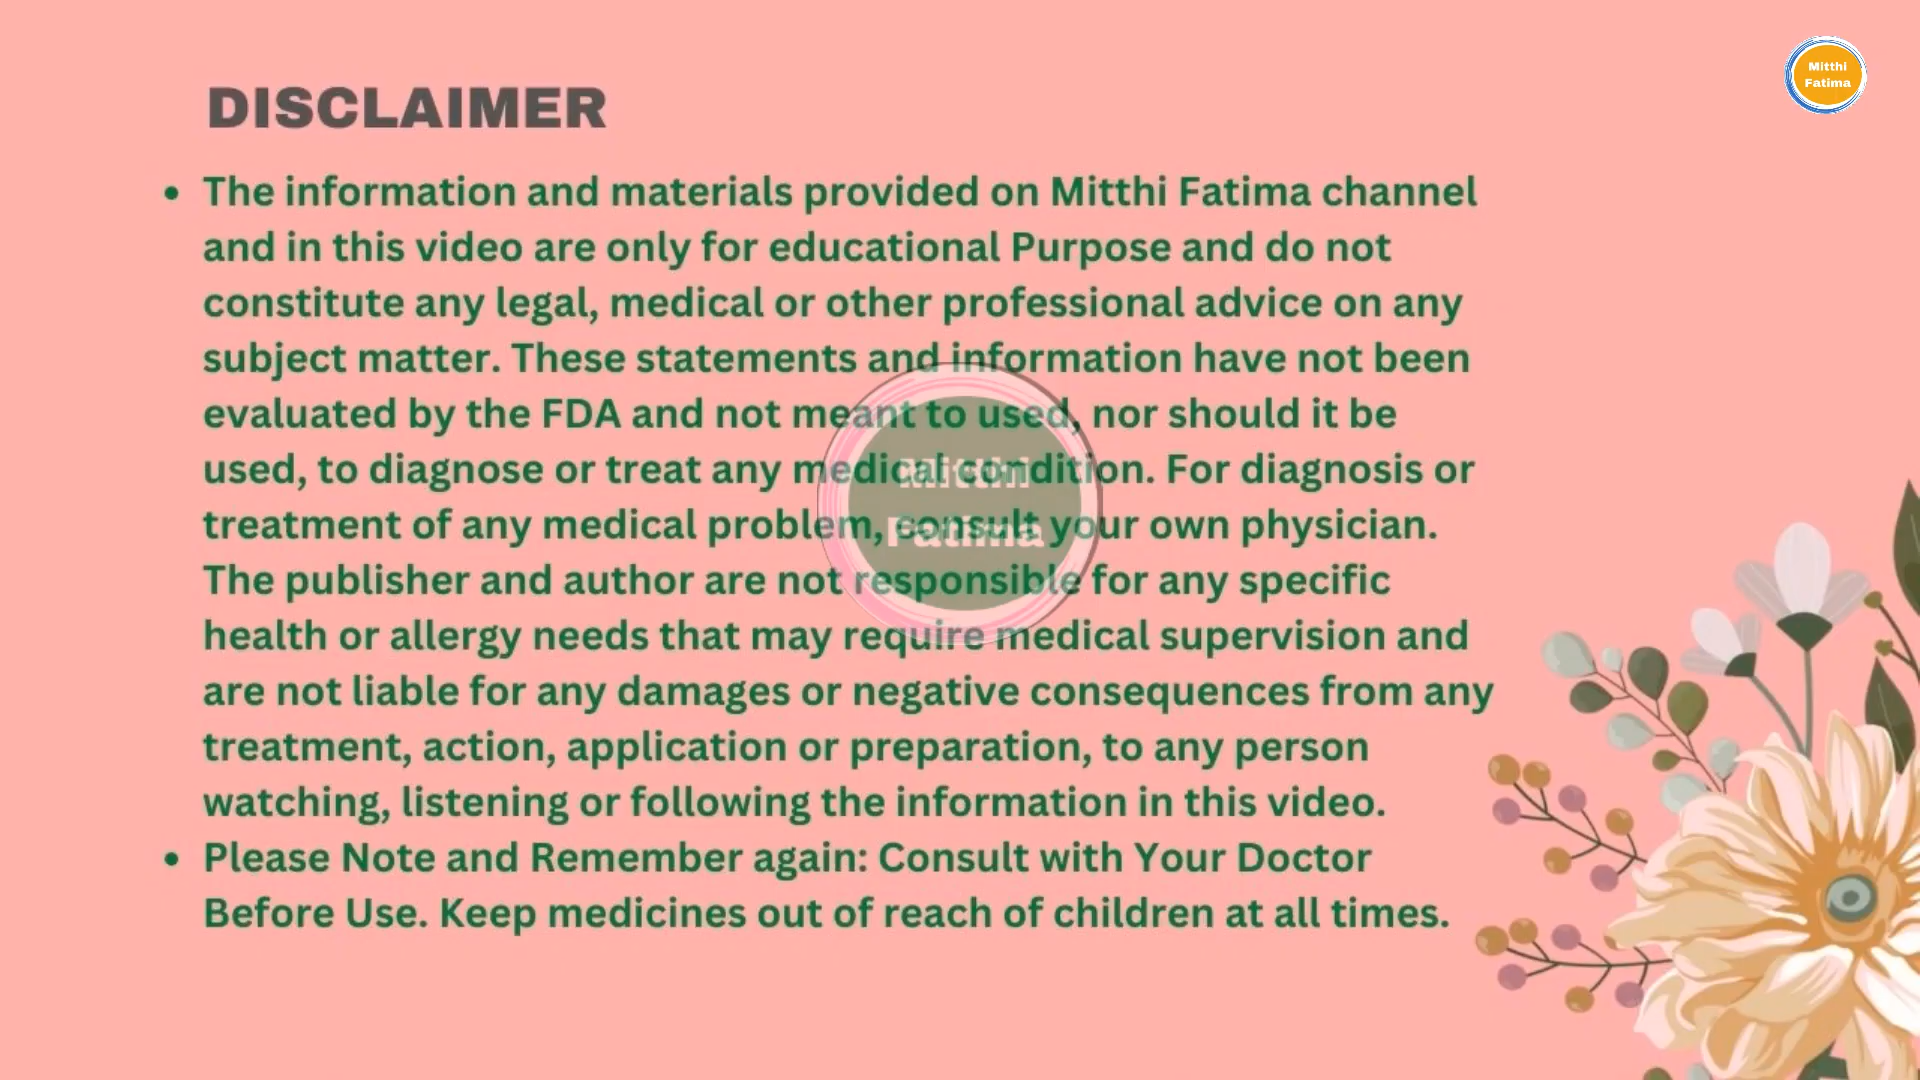 Mitthi
Fatima
DISCLAIMER
• The information and materials provided on Mitthi Fatima channel
and in this video are only for educational Purpose and do not
constitute any legal, medical or other professional advice on any
subject matter. These statements and information have not been
evaluated by the FDA and not meant to used, nor should it be
used, to diagnose or treat any medical condition. For diagnosis or
treatment of any medical problem, consult your own physician.
The publisher and author are not responsible for any specific
health or allergy needs that may require medical supervision and
are not liable for any damages or negative consequences from any
treatment, action, application or preparation, to any person
watching, listening or following the information in this video.
• Please Note and Remember again: Consult with Your Doctor
Before Use. Keep medicines out of reach of children at all times.
Mitthi
Fatima